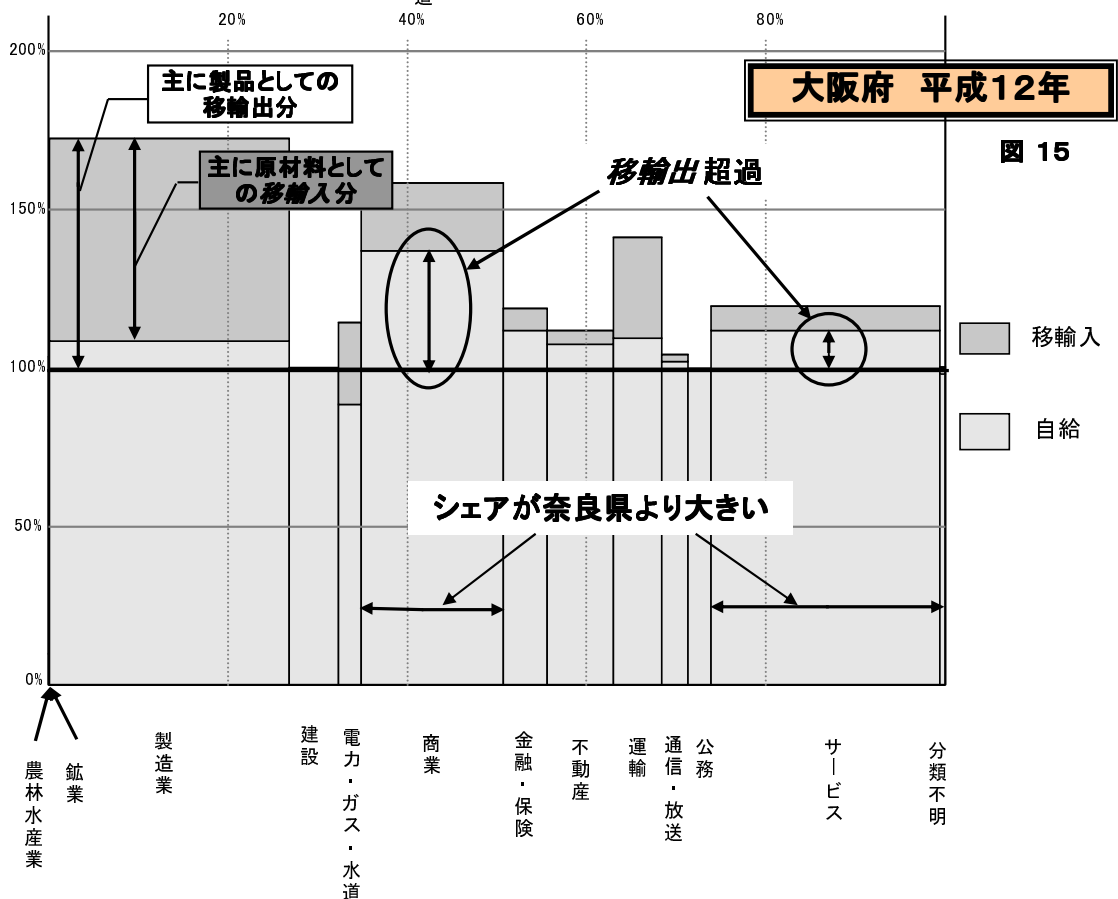 道
20%
40%
60%
80%
200%
150%
100%
50%
0%
主に製品としての
移輸出分
主に原材料として
の移輸入分
大阪府 平成12年
図 15
移輸出超過
移輸入
自給
シェアが奈良県より大きい
農林水産業
鉱業
製造業
建設
電力・ガス・水道
商業
金融・保険
不動産
運輸
通信・放送
公務
サービス
分類不明